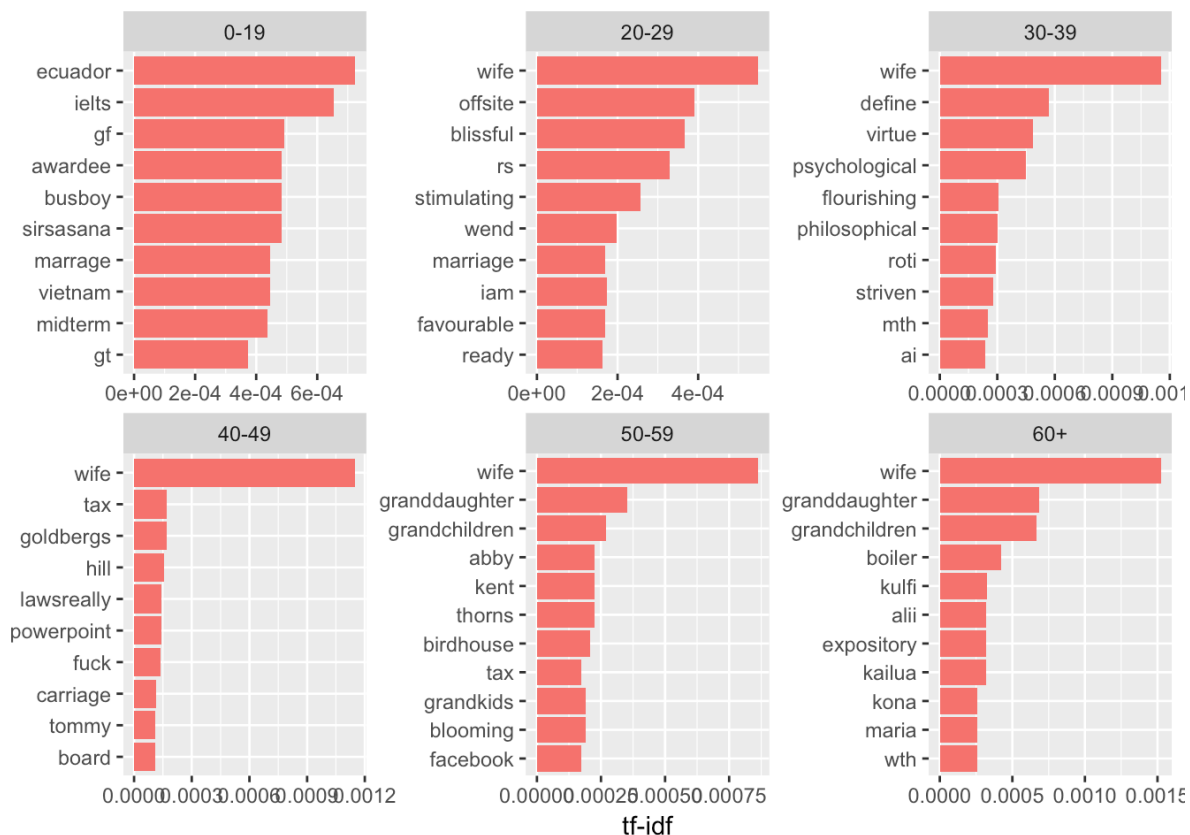 0-19
ecuador
ielts
gf
awardee
busboy
sirsasana
marrage
vietnam
midterm
gt
0e+00 2e-04 4e-04 6e-04
20-29
wife
offsite
blissful
rs
stimulating
wend
marriage
iam
favourable
ready
0e+00 2e-04 4e-04
30-39
wife
define
virtue
psychological
flourishing
philosophical
roti
striven
mth
ai
0.0000 0.0003 0.0006 0.0009 0.001
40-49
wife
tax
goldbergs
hill
lawsreally
powerpoint
fuck
carriage
tommy
board
0.0000 0.0003 0.0006 0.0009 0.0012
50-59
wife
granddaughter
grandchildren
abby
kent
thorns
birdhouse
tax
grandkids
blooming
facebook
0.00000 0.00025 0.00050 0.00075
60+
wife
granddaughter
grandchildren
boiler
kulfi
alii
expository
kailua
kona
maria
wth
0.0000 0.0005 0.0010 0.0015
tf-idf